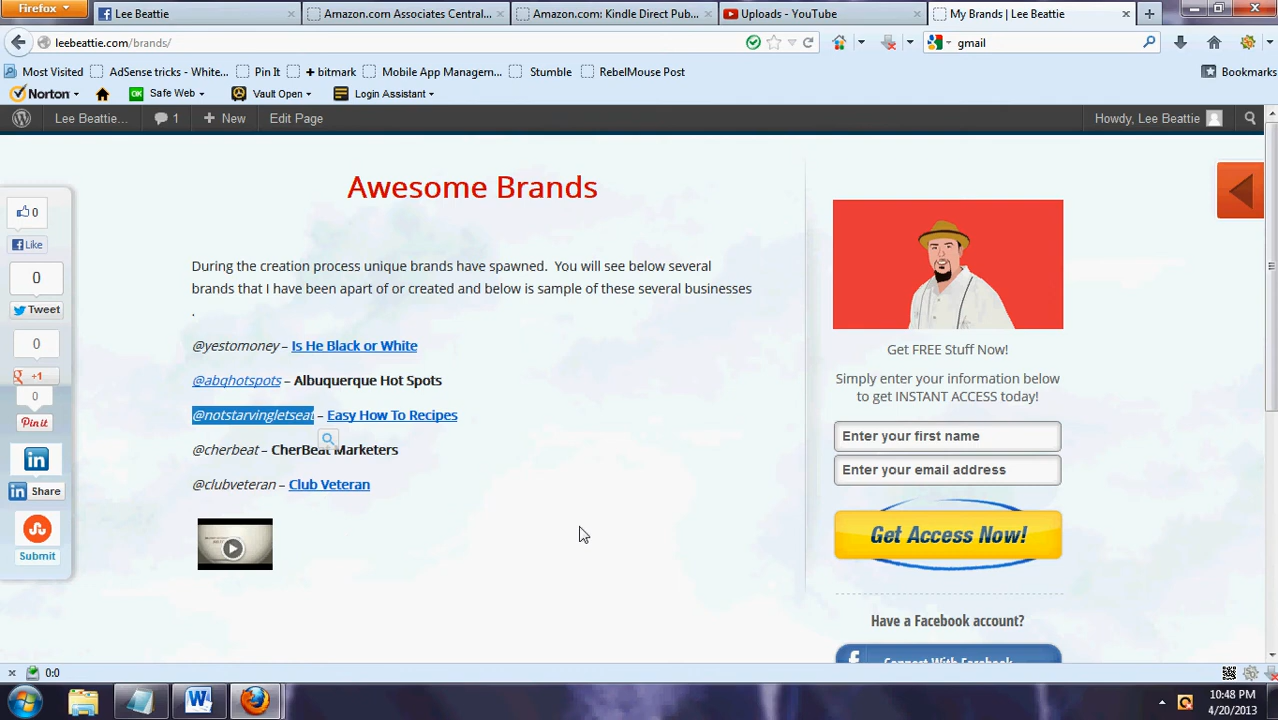 Firefox
Lee Beattie
Amazon.com Associates Central...
Amazon.com: Kindle Direct Pub...
Uploads - YouTube
My Brands | Lee Beattie
leebeattie.com/brands/
gmail
Most Visited
AdSense tricks - White...
Pin It
+ bitmark
Mobile App Managem...
Stumble
RebelMouse Post
Bookmarks
Norton
OK Safe Web
Vault Open
Login Assistant
Lee Beattie...
1
+ New
Edit Page
Howdy, Lee Beattie
Awesome Brands
0
Like
0
Tweet
0
+1
0
Pin it
in
in Share
Submit
During the creation process unique brands have spawned. You will see below several
brands that I have been apart of or created and below is sample of these several businesses
.
@yestomoney – Is He Black or White
@abqhotspots – Albuquerque Hot Spots
@notstarvingletseat – Easy How To Recipes
@cherbeat – CherBeat Marketers
@clubveteran – Club Veteran
Get FREE Stuff Now!
Simply enter your information below
to get INSTANT ACCESS today!
Enter your first name
Enter your email address
Get Access Now!
Have a Facebook account?
Connect With Facebook
0:0
10:48 PM
4/20/2013